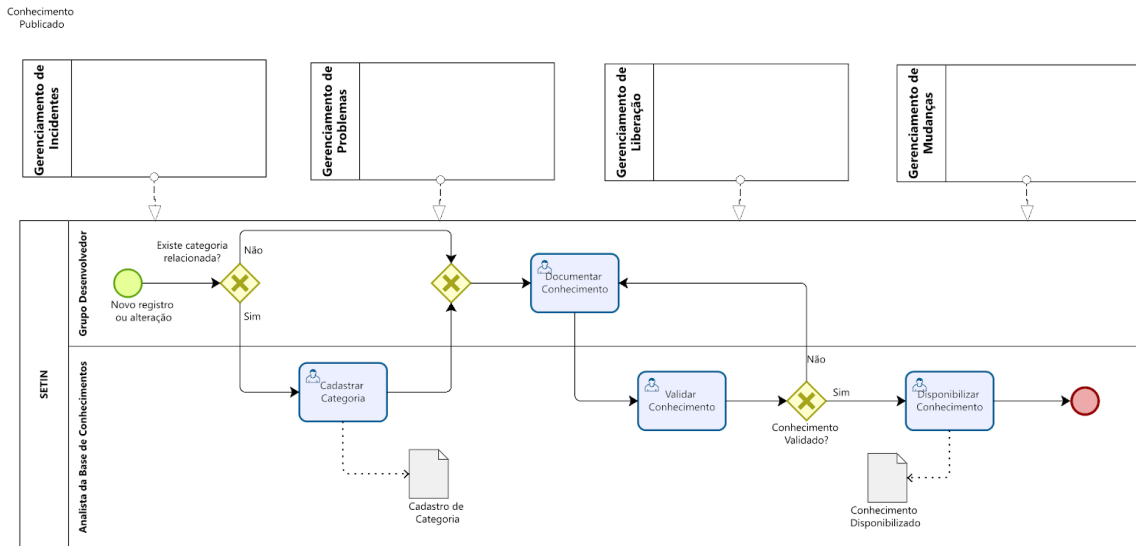 Conhecimento
Publicado
Gerenciamento de
Incidentes
Gerenciamento de
Problemas
Gerenciamento de
Liberação
Gerenciamento de
Mudanças
SETIN
Grupo Desenvolvedor
Existe categoria
relacionada?
Não
Sim
Novo registro
ou alteração
Documentar
Conhecimento
Analista da Base de Conhecimentos
Cadastrar
Categoria
Cadastro de
Categoria
Validar
Conhecimento
Não
Sim
Conhecimento
Validado?
Disponibilizar
Conhecimento
Conhecimento
Disponibilizado